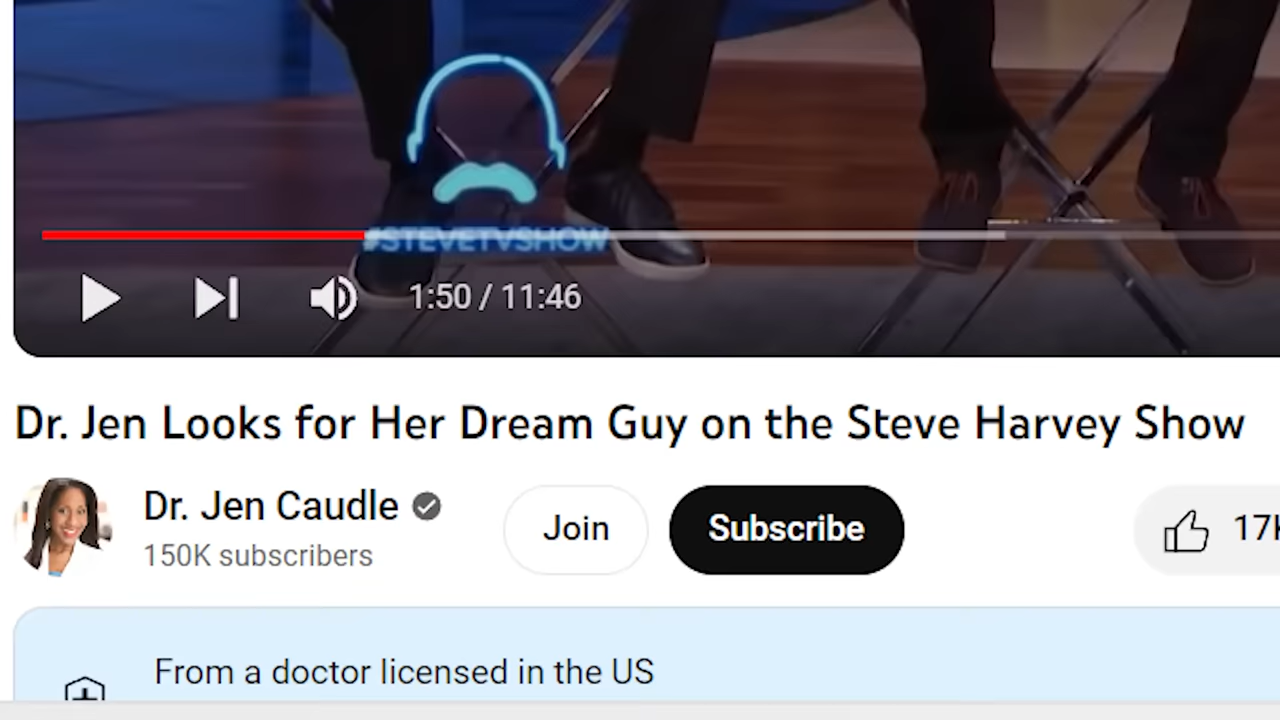 #STEVETVSHOW
1:50 / 11:46
Dr. Jen Looks for Her Dream Guy on the Steve Harvey Show
Dr. Jen Caudle
150K subscribers
Join
Subscribe
17K
From a doctor licensed in the US